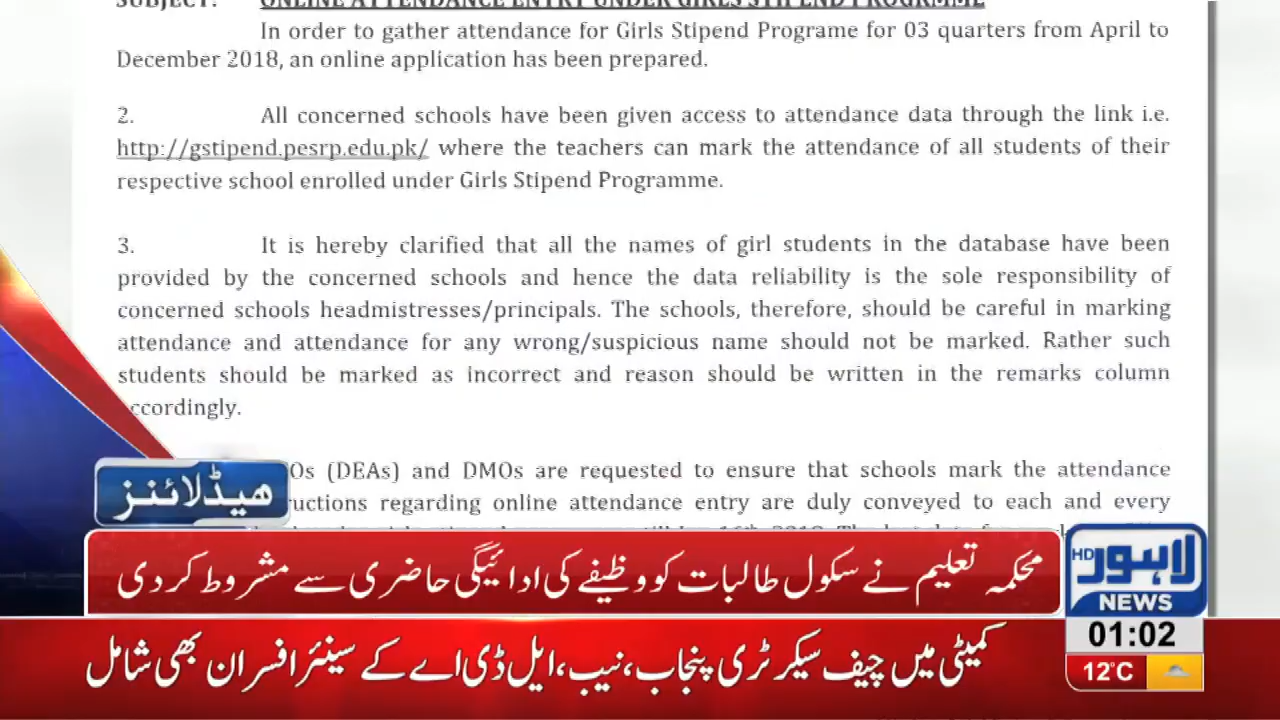 SUBJECT: ONLINE ATTENDANCE ENTRY UNDER GIRLS STIPEND PROGRMME
In order to gather attendance for Girls Stipend Programe for 03 quarters from April to
December 2018, an online application has been prepared.
2. All concerned schools have been given access to attendance data through the link i.e.
http://gstipend.pesrp.edu.pk/ where the teachers can mark the attendance of all students of their
respective school enrolled under Girls Stipend Programme.
3. It is hereby clarified that all the names of girl students in the database have been
provided by the concerned schools and hence the data reliability is the sole responsibility of
concerned schools headmistresses/principals. The schools, therefore, should be careful in marking
attendance and attendance for any wrong/suspicious name should not be marked. Rather such
students should be marked as incorrect and reason should be written in the remarks column
ccordingly.
Os (DEAs) and DMOs are requested to ensure that schools mark the attendance
uctions regarding online attendance entry are duly conveyed to each and every
ھیڈلائنز
محکمہ تعلیم نے سکول طالبات کو وظیفے کی ادائیگی حاضری سے مشروط کر دی
لاہور HD
NEWS
01:02
12°C
کمیٹی میں چیف سیکرٹری پنجاب، نیب، ایل ڈی اے کے سینئر افسران بھی شامل